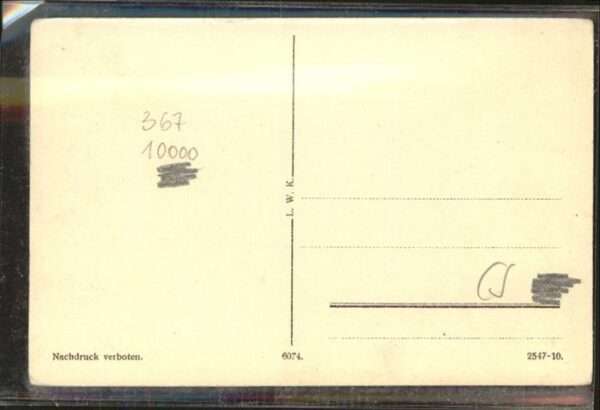 367
10000
L. W. K.
Nachdruck verboten.
6074.
2547-10.